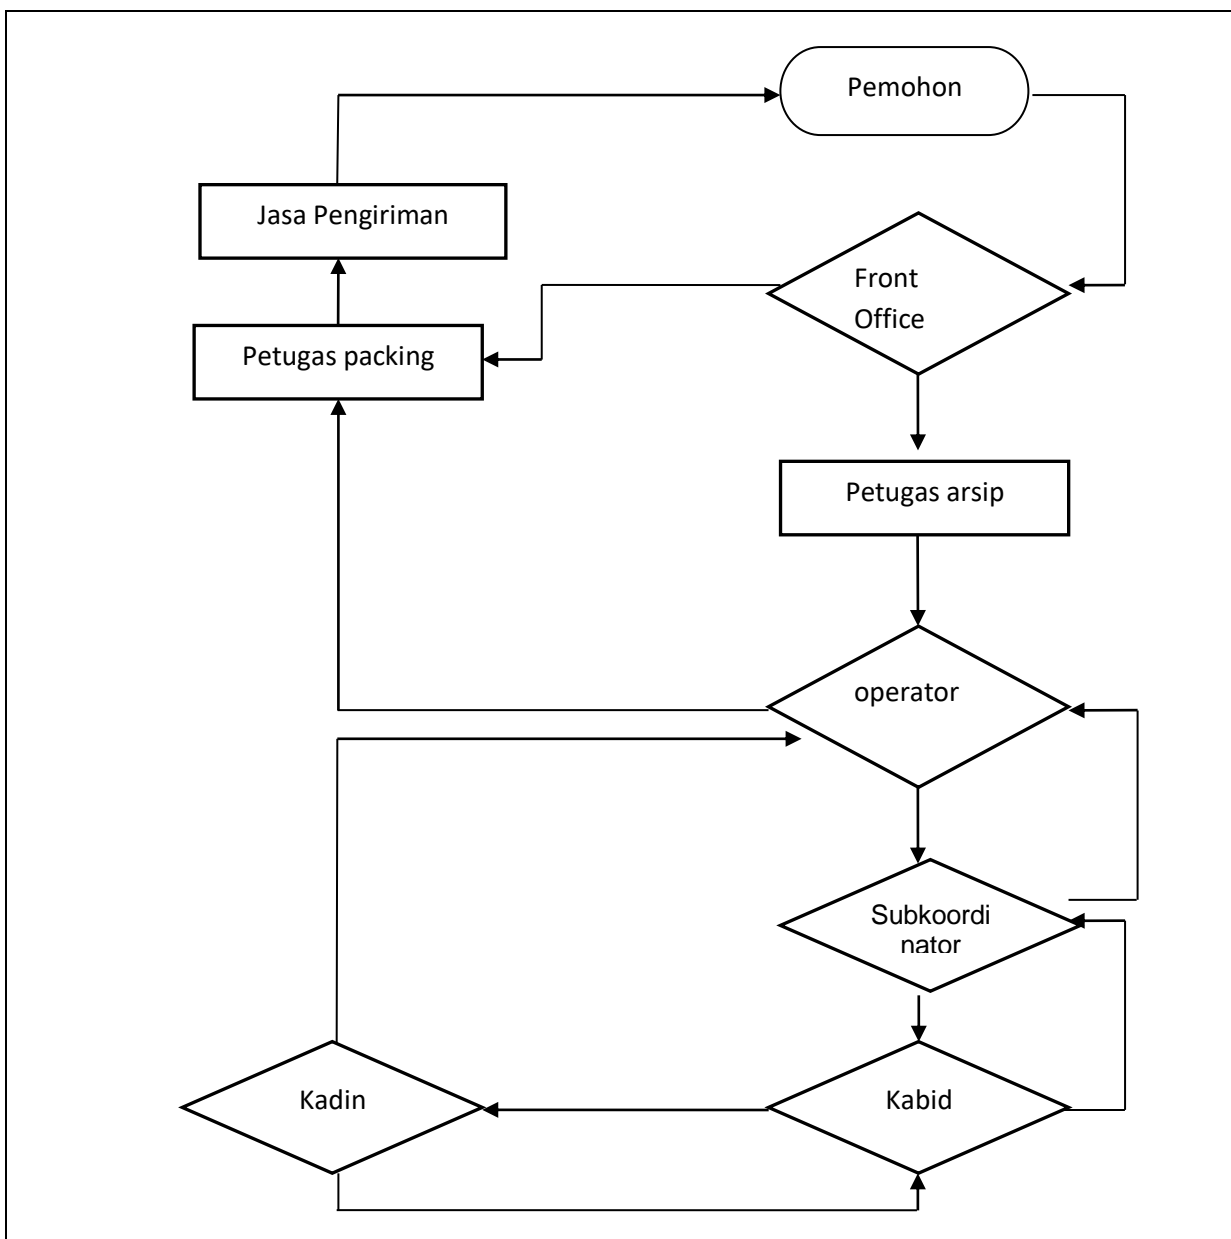 Pemohon
Jasa Pengiriman
Front
Office
Petugas packing
Petugas arsip
operator
Subkoordi
nator
Kadin
Kabid